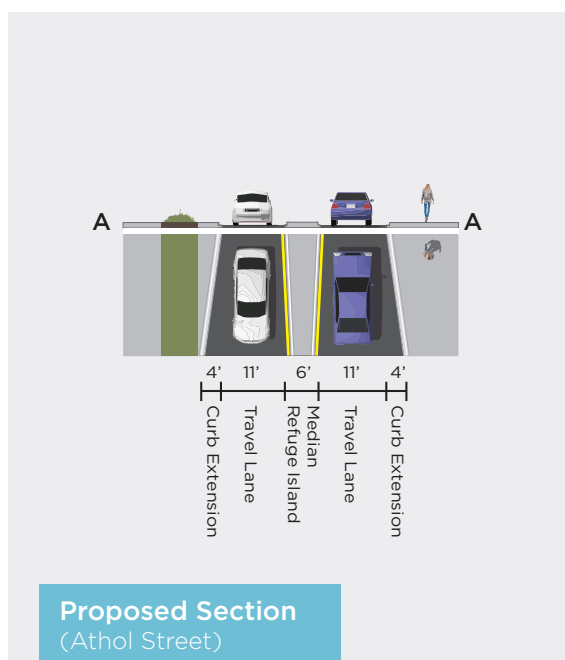 A A
4’ 11’ 6’ 11’ 4’
Curb Extension
Travel Lane
Median
Refuge Island
Travel Lane
Curb Extension
Proposed Section
(Athol Street)